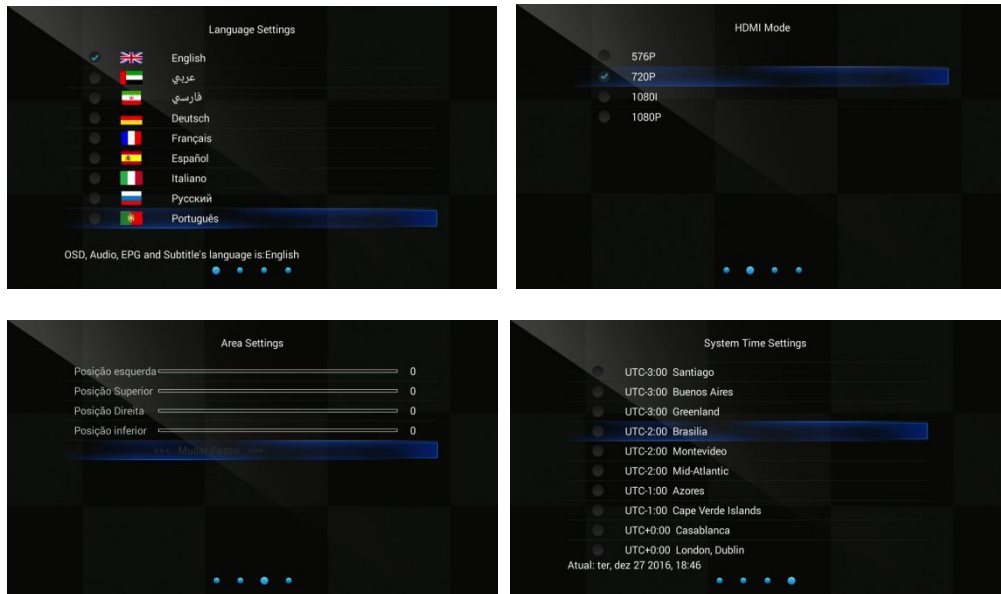 Language Settings
English
عربي
فارسي
Deutsch
Français
Español
Italiano
Русский
Português
OSD, Audio, EPG and Subtitle's language is:English
HDMI Mode
576P
720P
1080I
1080P
Area Settings
Posição esquerda 0
Posição Superior 0
Posição Direita 0
Posição inferior 0
<<< Mudar Passo >>>
System Time Settings
UTC-3:00 Santiago
UTC-3:00 Buenos Aires
UTC-3:00 Greenland
UTC-2:00 Brasilia
UTC-2:00 Montevideo
UTC-2:00 Mid-Atlantic
UTC-1:00 Azores
UTC-1:00 Cape Verde Islands
UTC+0:00 Casablanca
UTC+0:00 London, Dublin
Atual: ter, dez 27 2016, 18:46